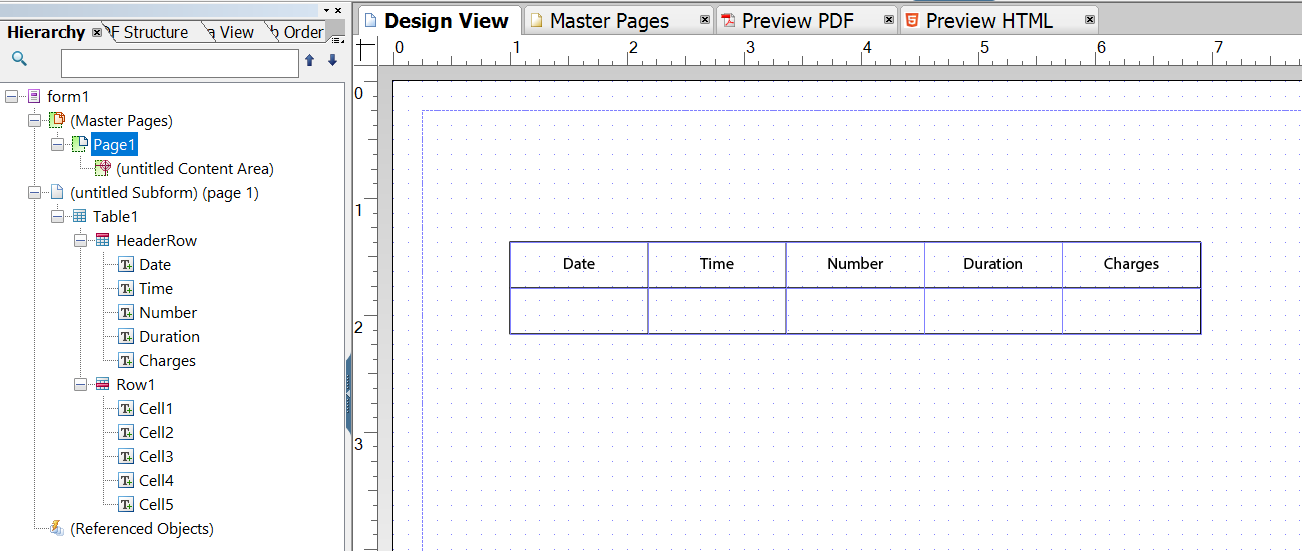 Hierarchy
F Structure
a View
Order
form1
(Master Pages)
Page1
(untitled Content Area)
(untitled Subform) (page 1)
Table1
HeaderRow
Date
Time
Number
Duration
Charges
Row1
Cell1
Cell2
Cell3
Cell4
Cell5
(Referenced Objects)
Design View
Master Pages
Preview PDF
Preview HTML
0 1 2 3 4 5 6 7
0
1
2
3
Date Time Number Duration Charges